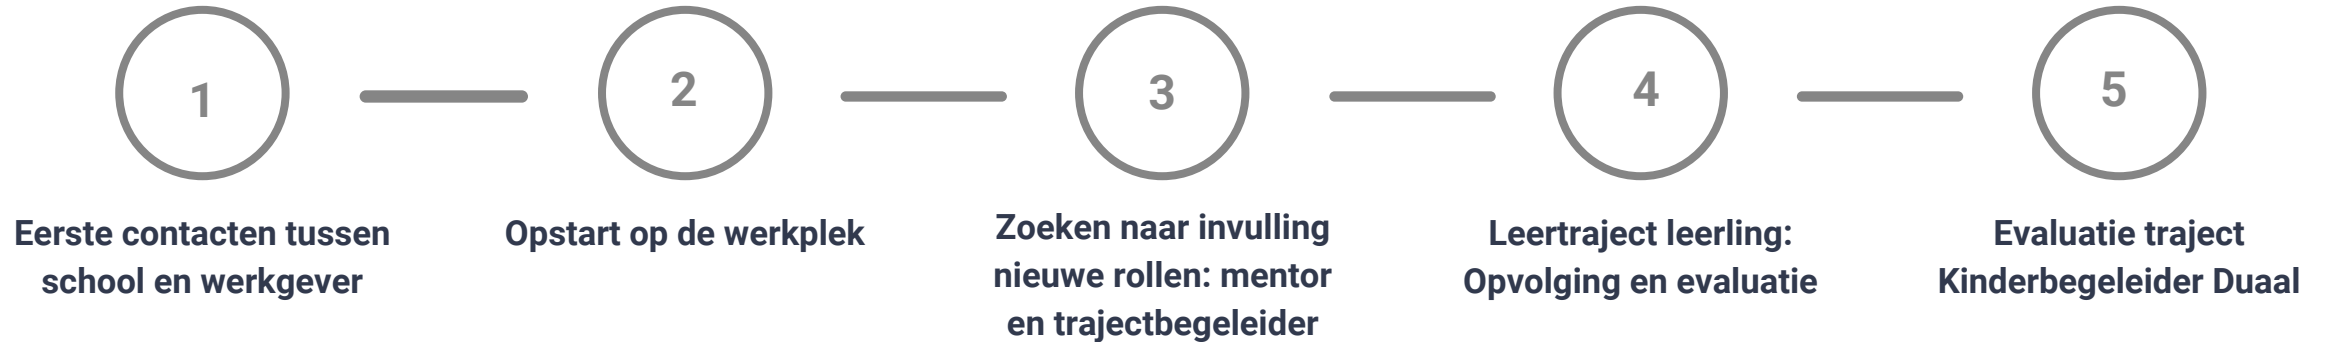 1
Eerste contacten tussen
school en werkgever
2
Opstart op de werkplek
3
Zoeken naar invulling
nieuwe rollen: mentor
en trajectbegeleider
4
Leertraject leerling:
Opvolging en evaluatie
5
Evaluatie traject
Kinderbegeleider Duaal